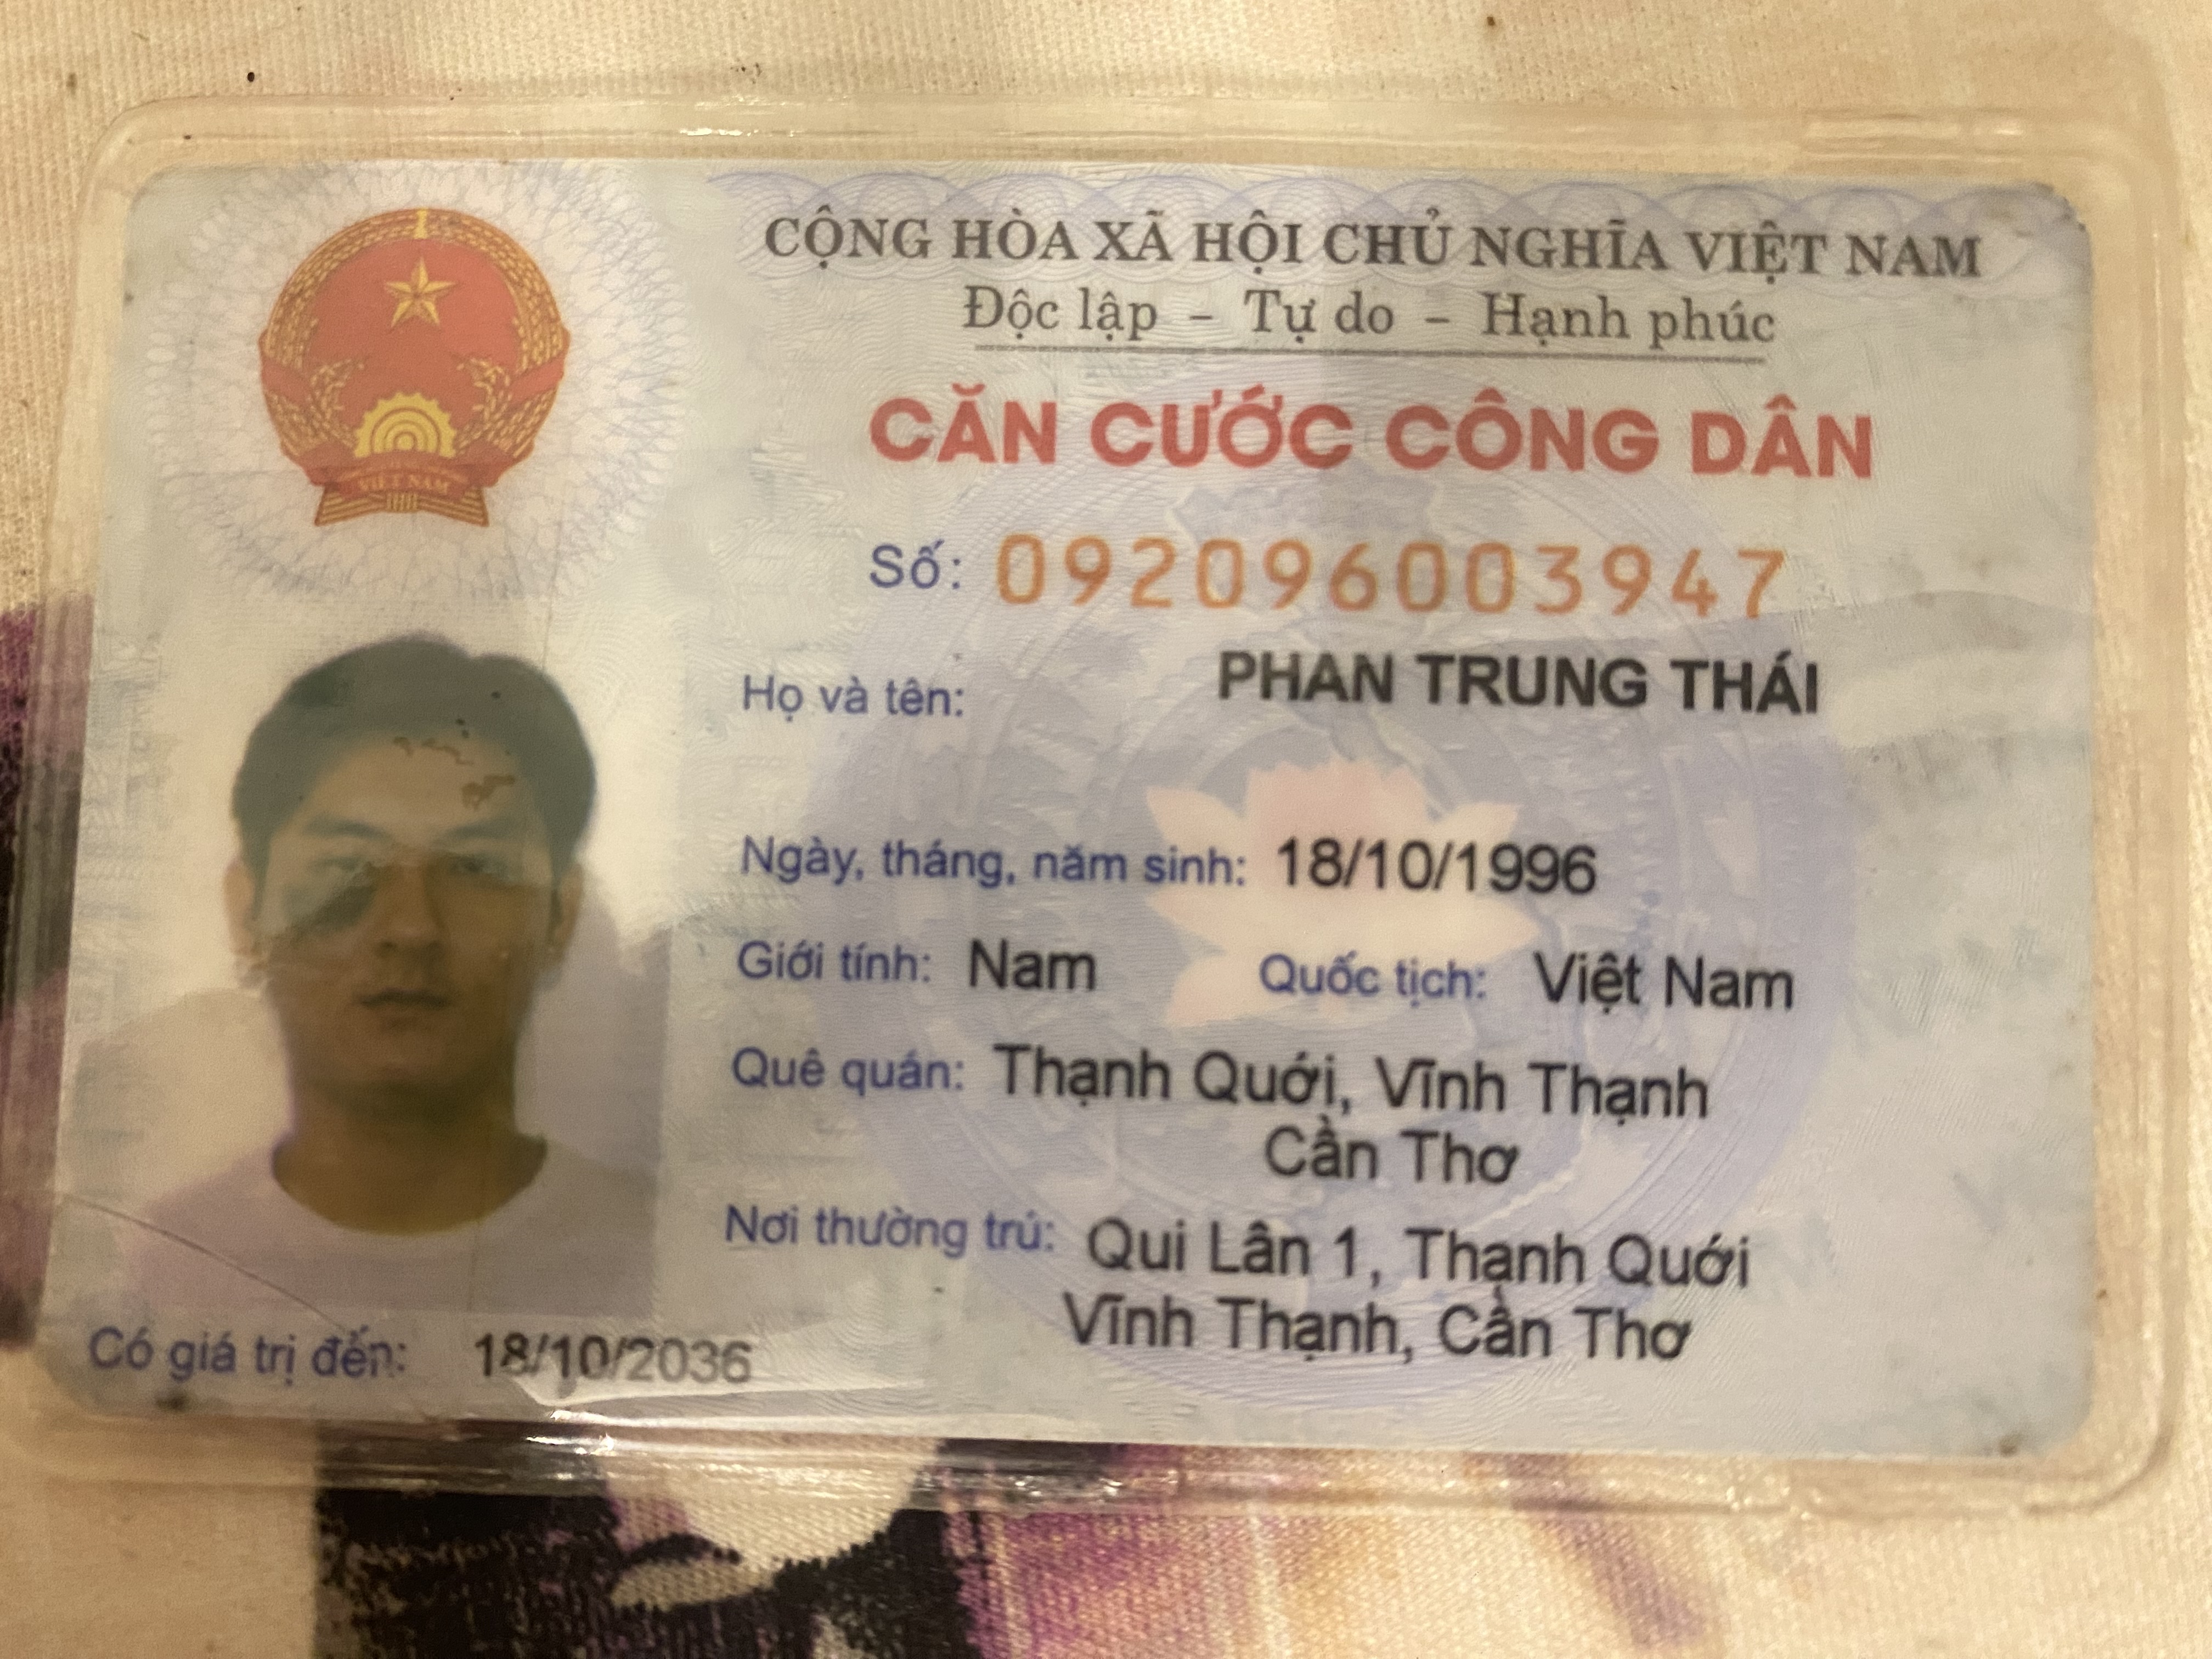 CỘNG HÒA XÃ HỘI CHỦ NGHĨA VIỆT NAM
Độc lập – Tự do – Hạnh phúc
CĂN CƯỚC CÔNG DÂN
VIỆT NAM
Số: 092096003947
Họ và tên: PHAN TRUNG THÁI
Ngày, tháng, năm sinh: 18/10/1996
Giới tính: Nam Quốc tịch: Việt Nam
Quê quán: Thạnh Quới, Vĩnh Thạnh
Cần Thơ
Nơi thường trú: Qui Lân 1, Thạnh Quới
Vĩnh Thạnh, Cần Thơ
Có giá trị đến: 18/10/2036